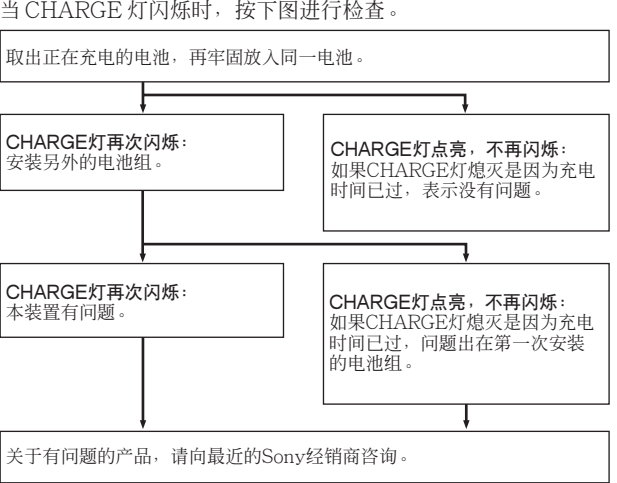 当 CHARGE 灯闪烁时，按下图进行检查。
取出正在充电的电池，再牢固放入同一电池。
CHARGE灯再次闪烁：
安装另外的电池组。
CHARGE灯点亮，不再闪烁：
如果CHARGE灯熄灭是因为充电
时间已过，表示没有问题。
CHARGE灯再次闪烁：
本装置有问题。
CHARGE灯点亮，不再闪烁：
如果CHARGE灯熄灭是因为充电
时间已过，问题出在第一次安装
的电池组。
关于有问题的产品，请向最近的Sony经销商咨询。